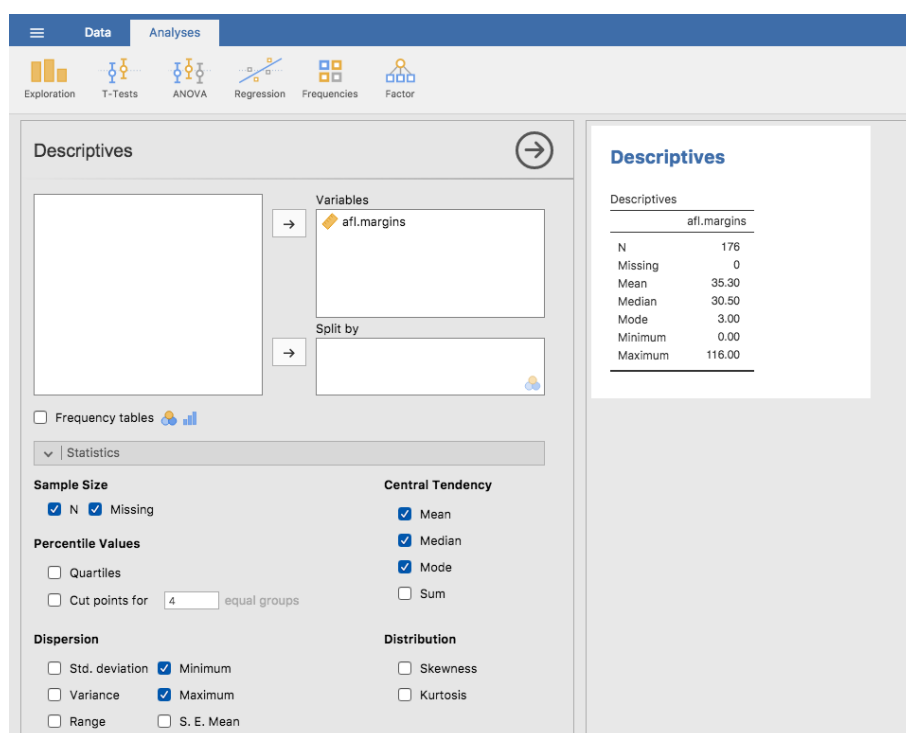 Data Analyses
Exploration T-Tests ANOVA Regression Frequencies Factor
Descriptives
Variables
afl.margins
Split by
Frequency tables
Statistics
Sample Size
N Missing
Percentile Values
Quartiles
Cut points for 4 equal groups
Dispersion
Std. deviation Minimum
Variance Maximum
Range S. E. Mean
Central Tendency
Mean
Median
Mode
Sum
Distribution
Skewness
Kurtosis
Descriptives
Descriptives
afl.margins
N 176
Missing 0
Mean 35.30
Median 30.50
Mode 3.00
Minimum 0.00
Maximum 116.00